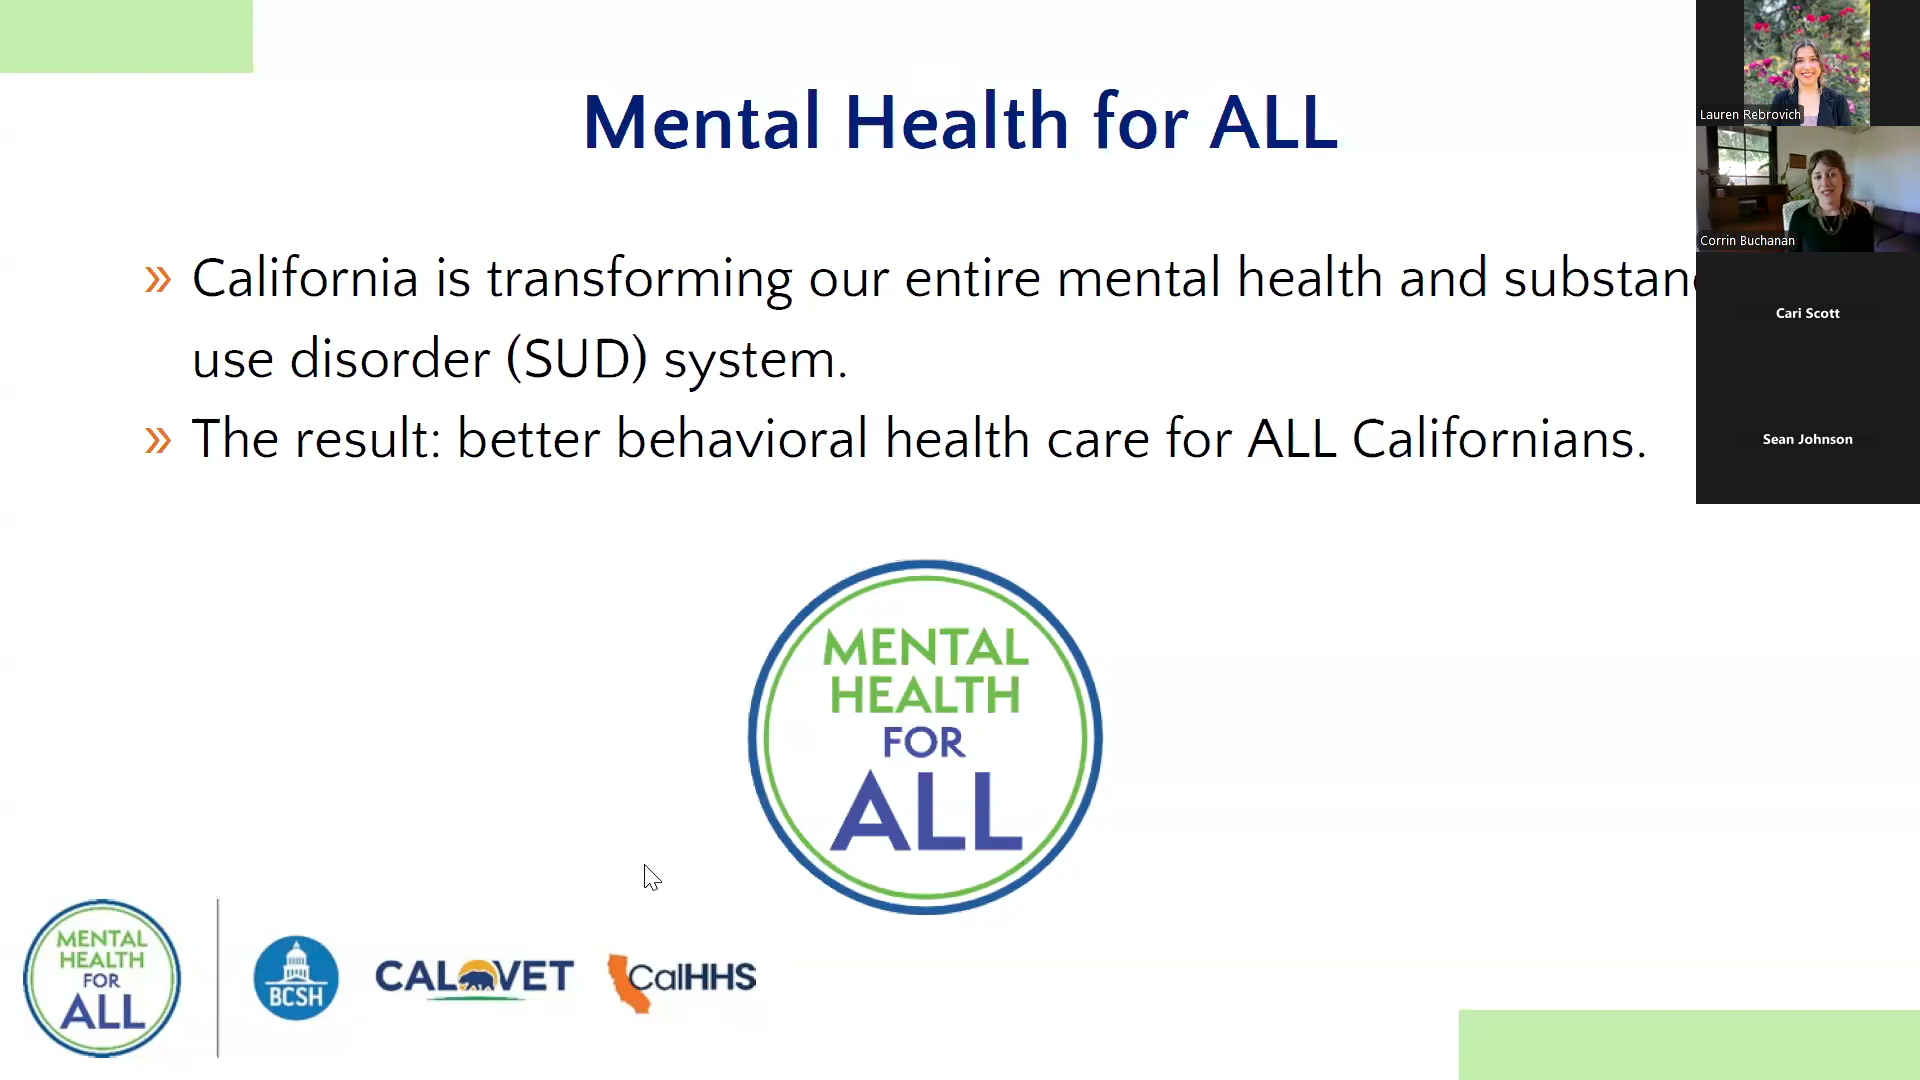 Mental Health for ALL
» California is transforming our entire mental health and substan
use disorder (SUD) system.
» The result: better behavioral health care for ALL Californians.
MENTAL
HEALTH
FOR
ALL
MENTAL
HEALTH
FOR
ALL
BCSH
CAL VET
CalHHS
Lauren Rebrovich
Corrin Buchanan
Cari Scott
Sean Johnson